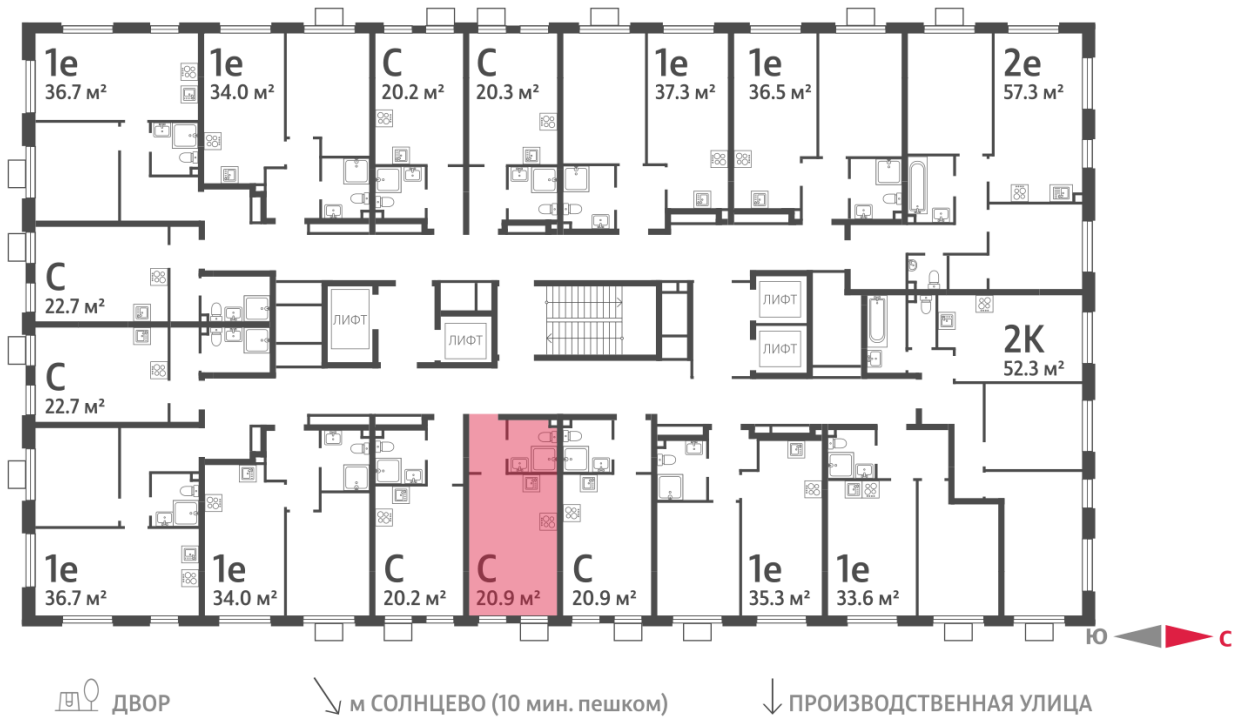 1е
36.7 м²
1е
34.0 м²
С
20.2 м²
С
20.3 м²
1е
37.3 м²
1е
36.5 м²
2е
57.3 м²
С
22.7 м²
ЛИФТ
ЛИФТ
ЛИФТ
ЛИФТ
2К
52.3 м²
С
22.7 м²
1е
36.7 м²
1е
34.0 м²
С
20.2 м²
С
20.9 м²
С
20.9 м²
1е
35.3 м²
1е
33.6 м²
Ю С
ДВОР
м СОЛНЦЕВО (10 мин. пешком)
ПРОИЗВОДСТВЕННАЯ УЛИЦА